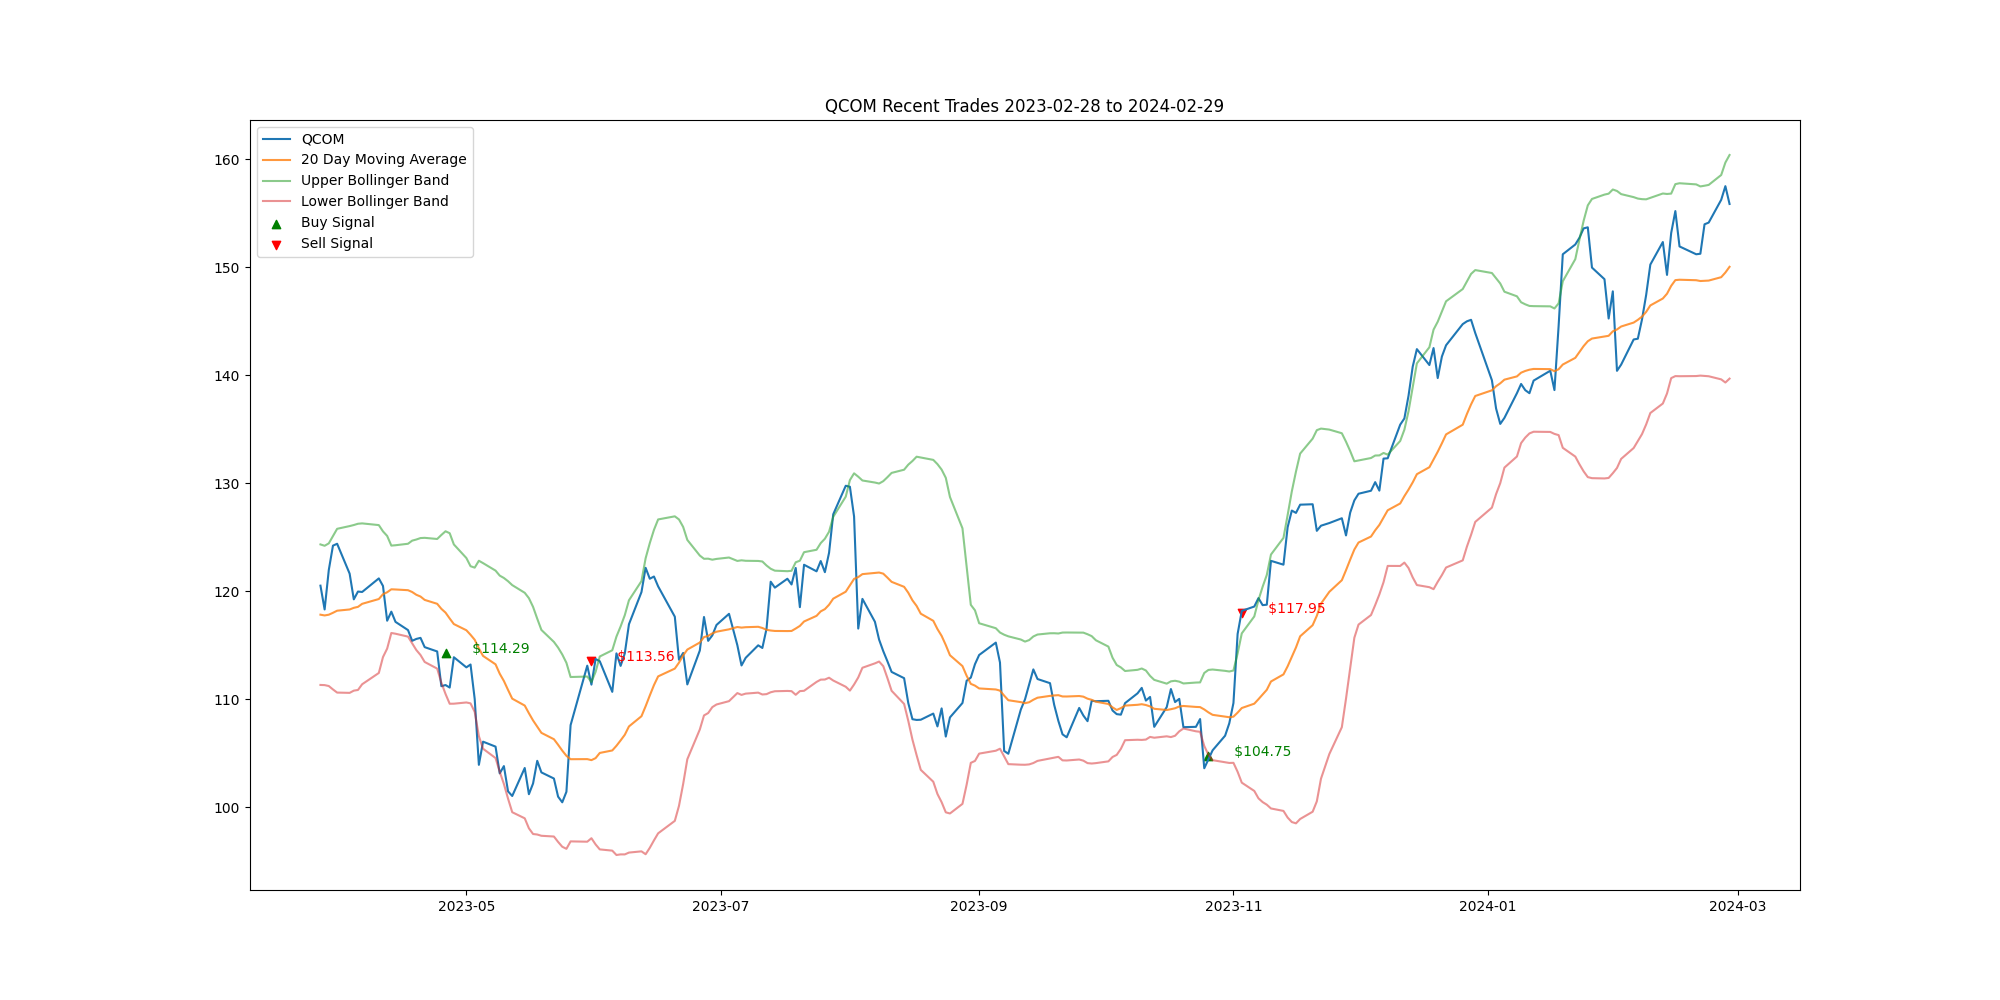 QCOM Recent Trades 2023-02-28 to 2024-02-29
QCOM
20 Day Moving Average
Upper Bollinger Band
Lower Bollinger Band
Buy Signal
Sell Signal
160
150
140
130
120
110
100
$114.29
$113.56
$117.95
$104.75
2023-05
2023-07
2023-09
2023-11
2024-01
2024-03